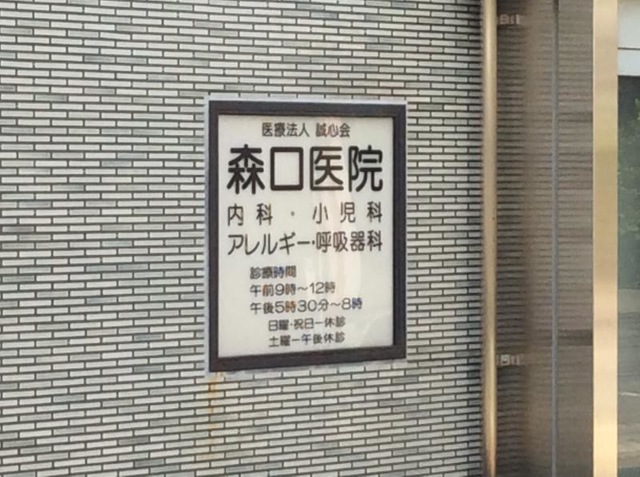 医療法人 誠心会
森口医院
内科・小児科
アレルギー・呼吸器科
診療時間
午前9時〜12時
午後5時30分〜8時
日曜・祝日ー休診
土曜ー午後休診